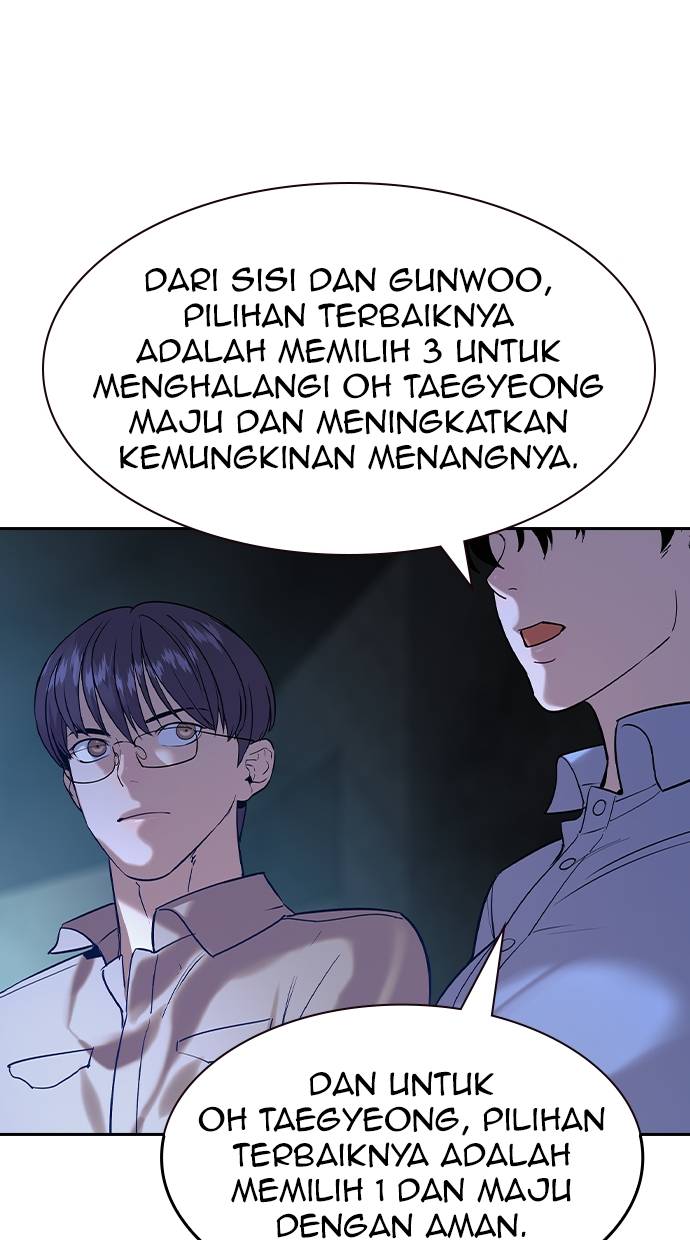 DARI SISI DAN GUNWOO,
PILIHAN TERBAIKNYA
ADALAH MEMILIH 3 UNTUK
MENGHALANGI OH TAEGYEONG
MAJU DAN MENINGKATKAN
KEMUNGKINAN MENANGNYA.
DAN UNTUK
OH TAEGYEONG, PILIHAN
TERBAIKNYA ADALAH
MEMILIH 1 DAN MAJU
DENGAN AMAN.